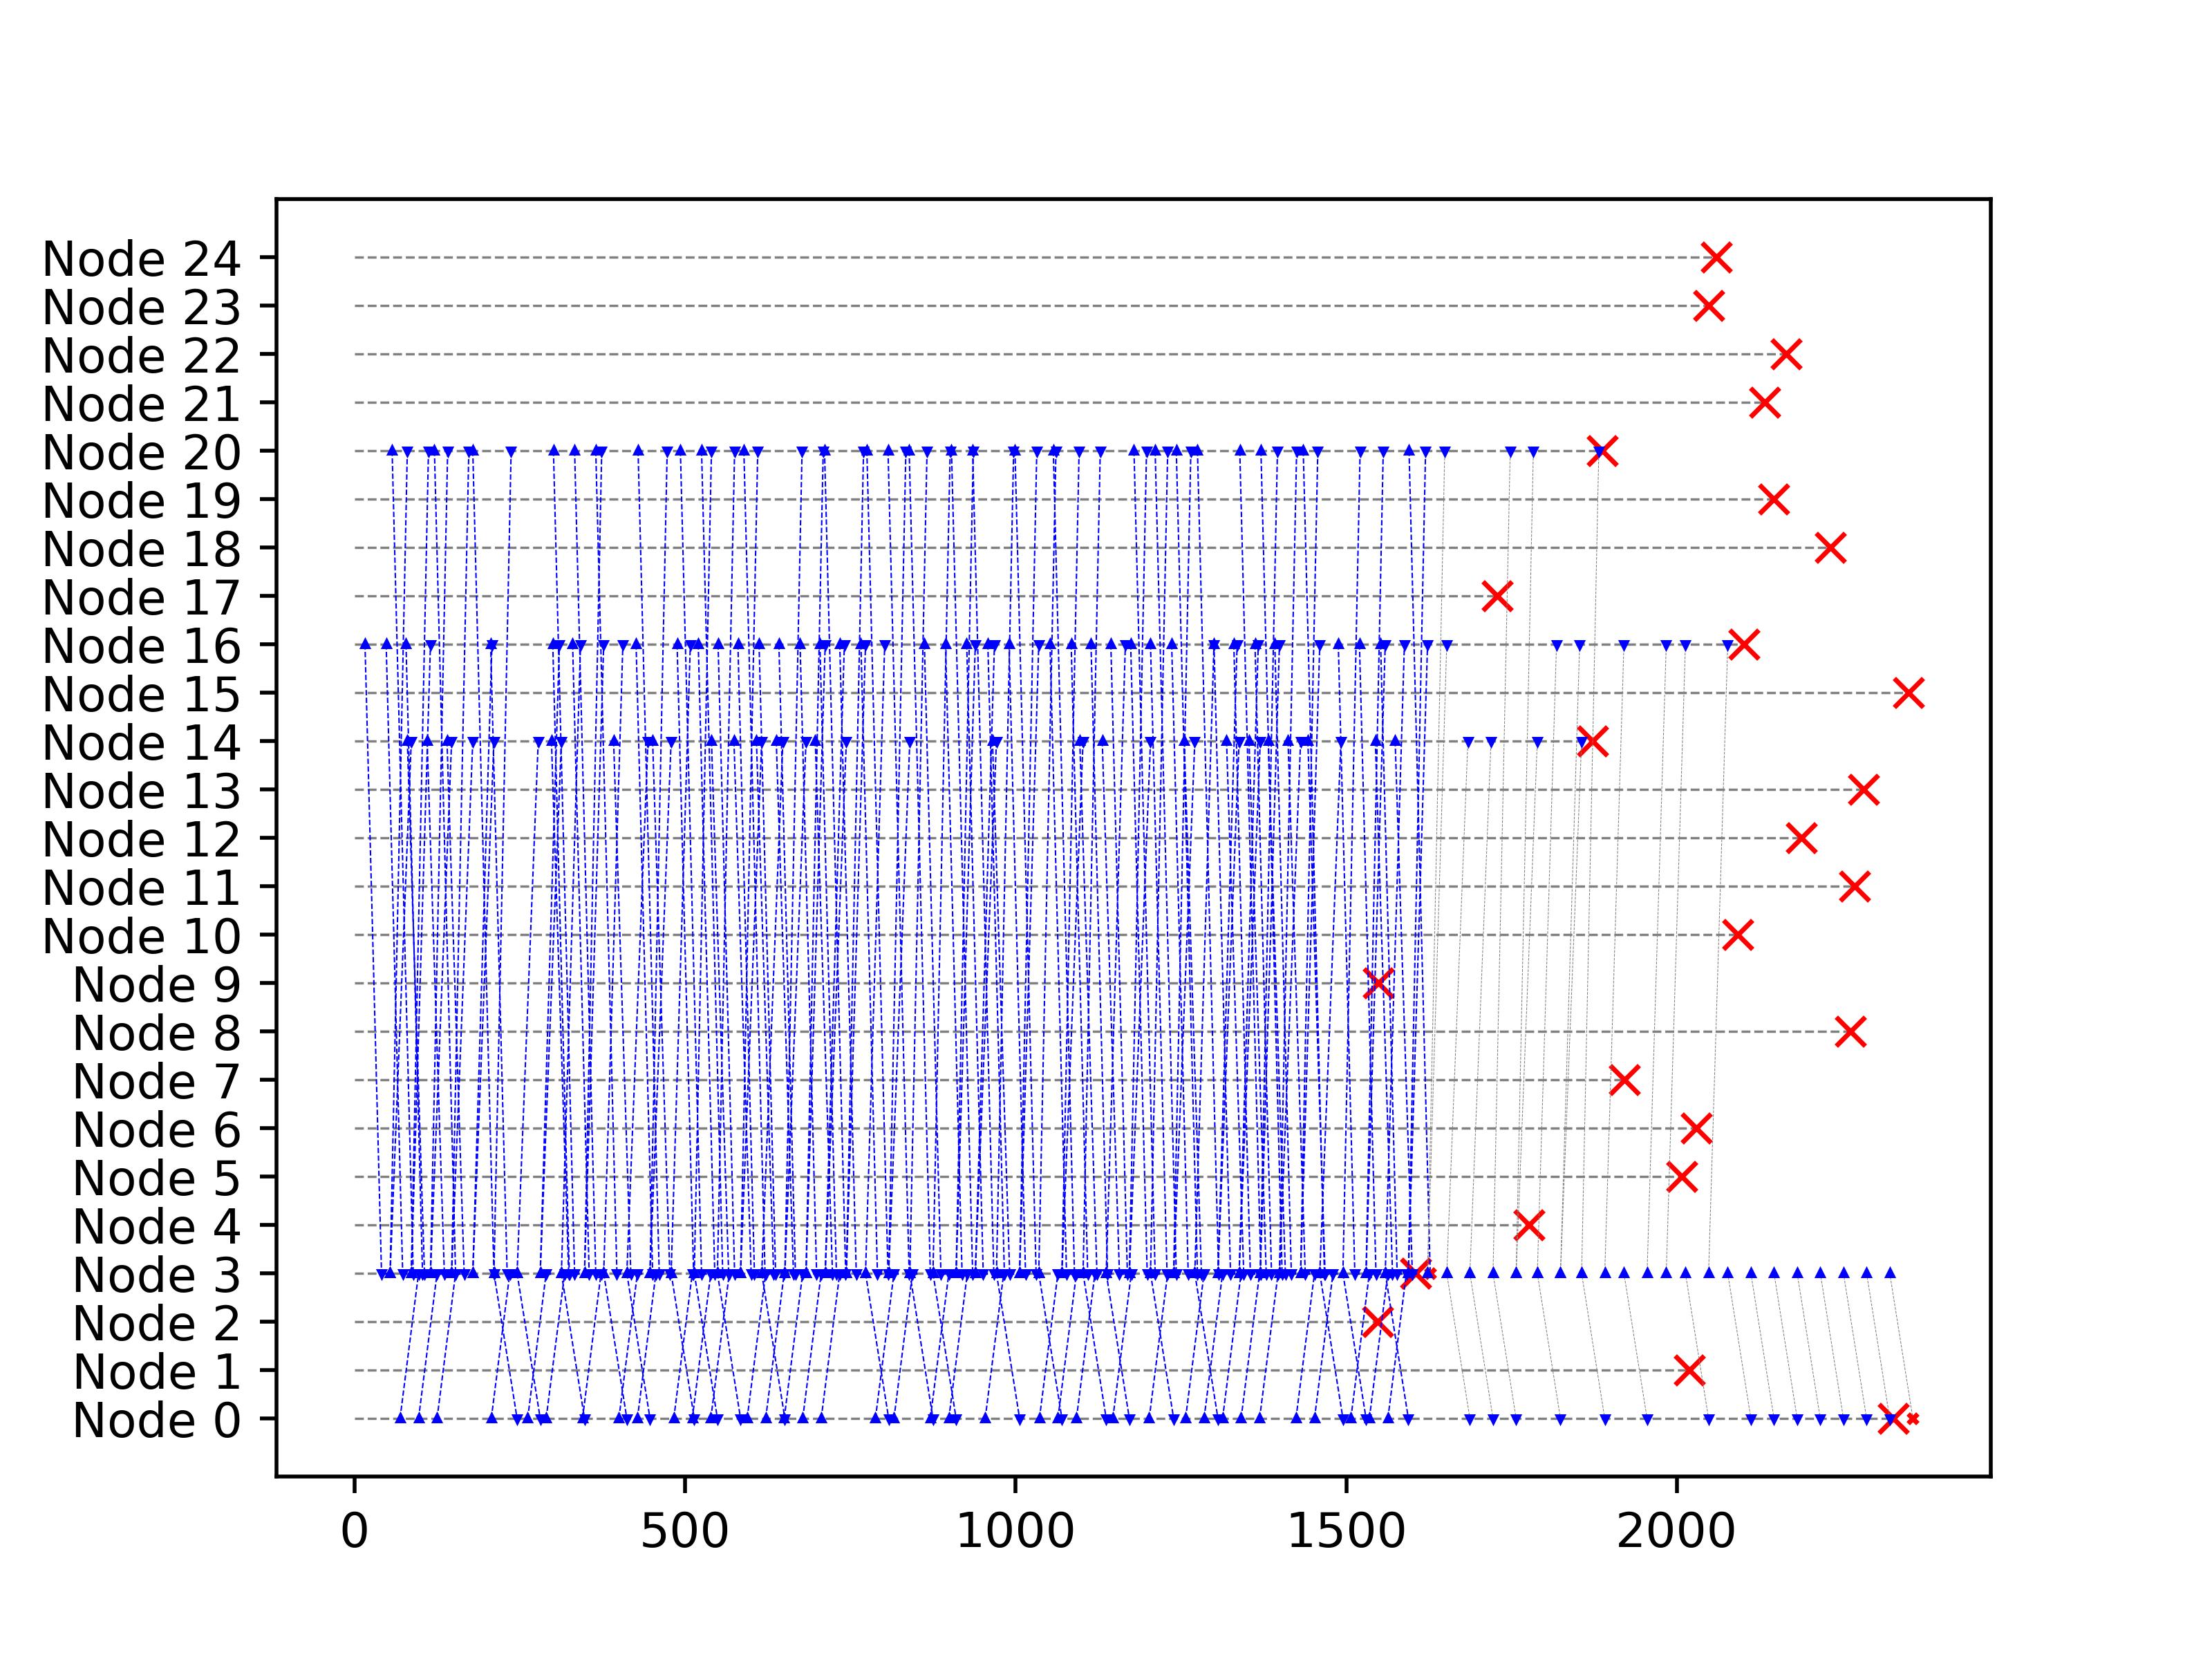 Node 24
Node 23
Node 22
Node 21
Node 20
Node 19
Node 18
Node 17
Node 16
Node 15
Node 14
Node 13
Node 12
Node 11
Node 10
Node 9
Node 8
Node 7
Node 6
Node 5
Node 4
Node 3
Node 2
Node 1
Node 0
0 500 1000 1500 2000